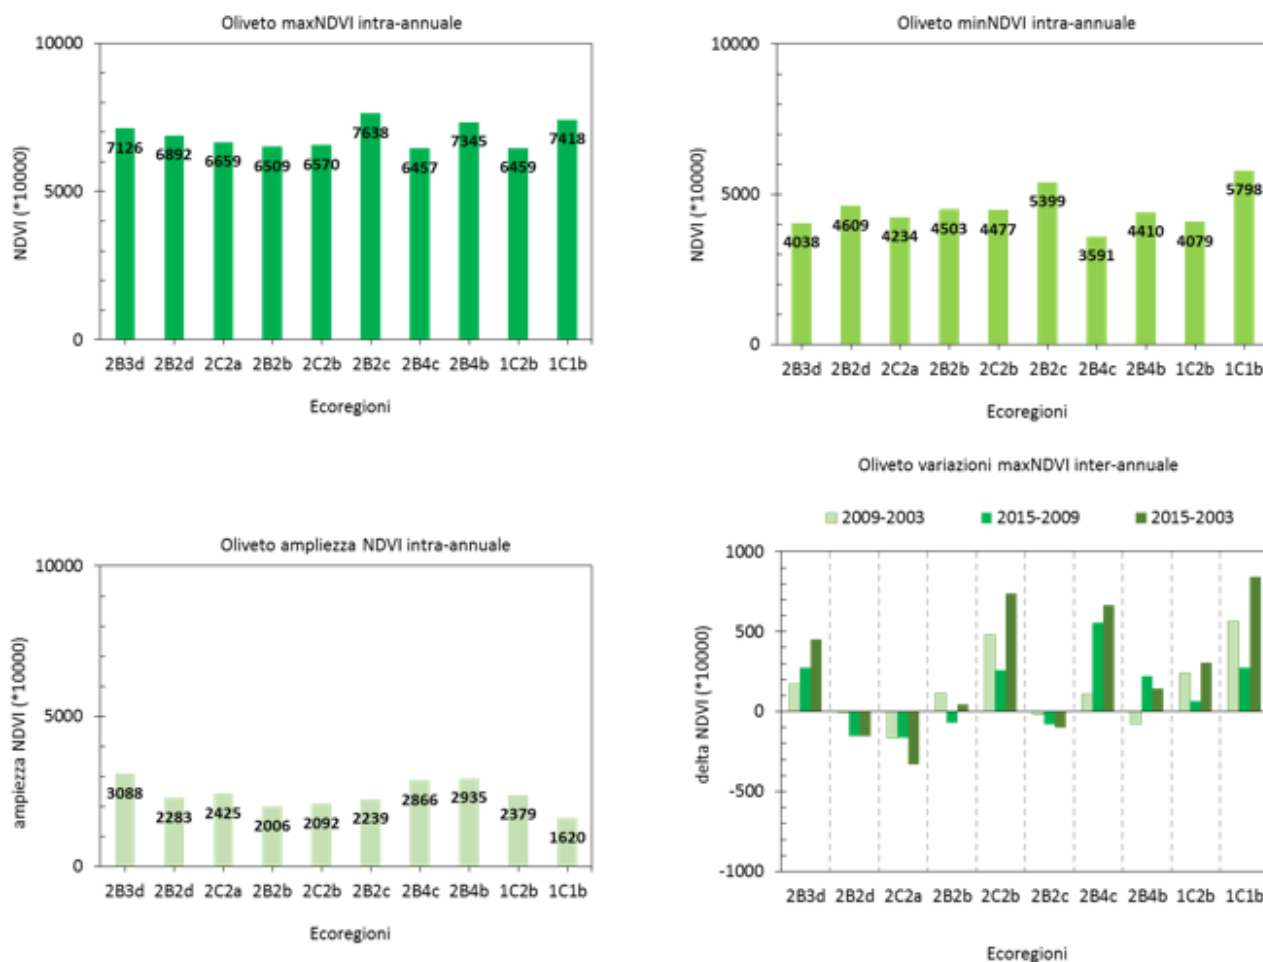 Oliveto maxNDVI intra-annuale
10000
5000
0
NDVI (*10000)
7126 6892 6659 6509 6570 7638 6457 7345 6459 7418
2B3d 2B2d 2C2a 2B2b 2C2b 2B2c 2B4c 2B4b 1C2b 1C1b
Ecoregioni
Oliveto minNDVI intra-annuale
10000
5000
0
NDVI (*10000)
4038 4609 4234 4503 4477 5399 3591 4410 4079 5798
2B3d 2B2d 2C2a 2B2b 2C2b 2B2c 2B4c 2B4b 1C2b 1C1b
Ecoregioni
Oliveto ampliezza NDVI intra-annuale
10000
5000
0
ampiezza NDVI (*10000)
3088 2283 2425 2006 2092 2239 2866 2935 2379 1620
2B3d 2B2d 2C2a 2B2b 2C2b 2B2c 2B4c 2B4b 1C2b 1C1b
Ecoregioni
Oliveto variazioni maxNDVI inter-annuale
2009-2003 2015-2009 2015-2003
1000
500
0
-500
-1000
delta NDVI (*10000)
2B3d 2B2d 2C2a 2B2b 2C2b 2B2c 2B4c 2B4b 1C2b 1C1b
Ecoregioni